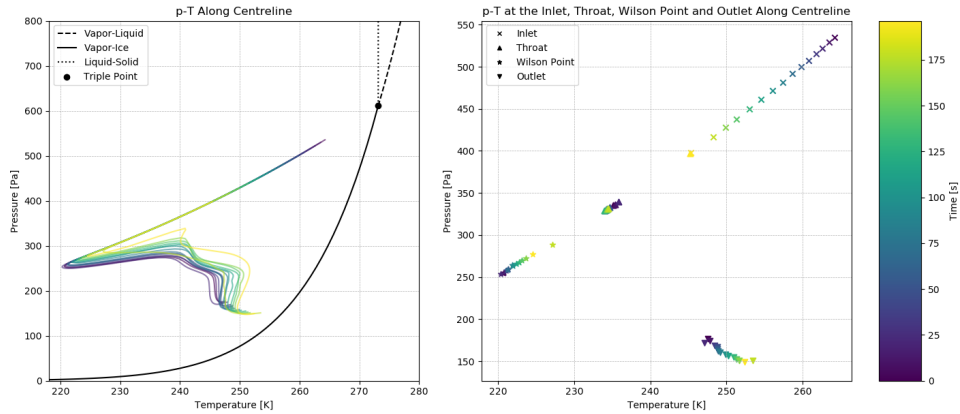 p-T Along Centreline
800
700
600
500
400
300
200
100
0
Pressure [Pa]
220
230
240
250
260
270
280
Temperature [K]
Vapor-Liquid
Vapor-Ice
Liquid-Solid
Triple Point
p-T at the Inlet, Throat, Wilson Point and Outlet Along Centreline
550
500
450
400
350
300
250
200
150
Pressure [Pa]
220
230
240
250
260
Temperature [K]
Inlet
Throat
Wilson Point
Outlet
175
150
125
100
75
50
25
0
Time [s]